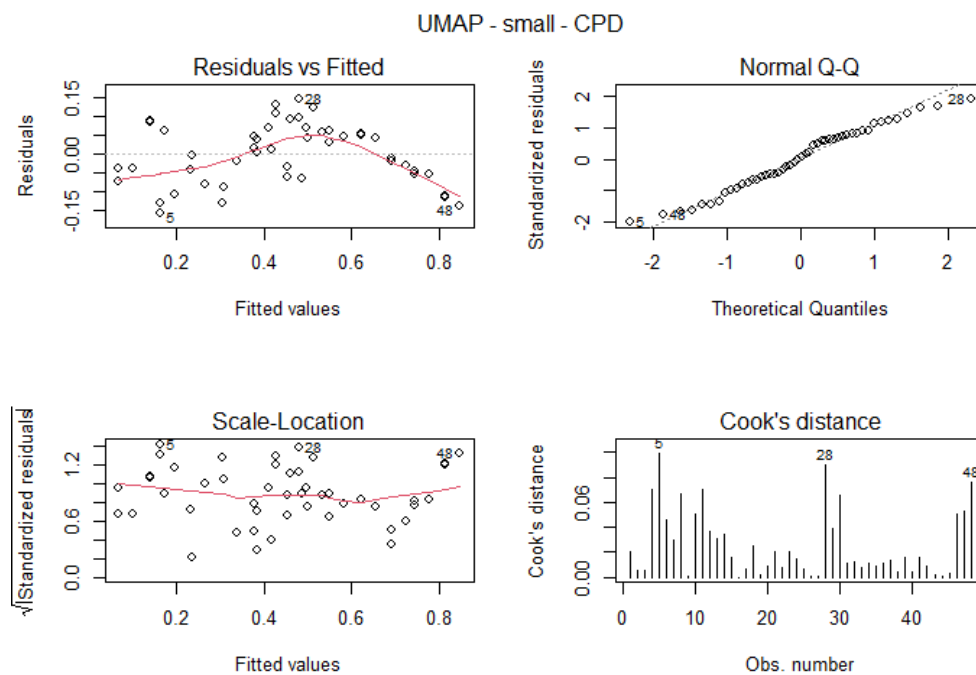 UMAP - small - CPD
Residuals vs Fitted
Residuals
0.15
0.00
-0.15
28
5
48
0.2 0.4 0.6 0.8
Fitted values
Normal Q-Q
Standardized residuals
2
1
0
-2
28
48
5
-2 -1 0 1 2
Theoretical Quantiles
Scale-Location
√|Standardized residuals|
1.2
0.6
0.0
5
28
48
0.2 0.4 0.6 0.8
Fitted values
Cook's distance
Cook's distance
0.06
0.00
5
28
48
0 10 20 30 40
Obs. number